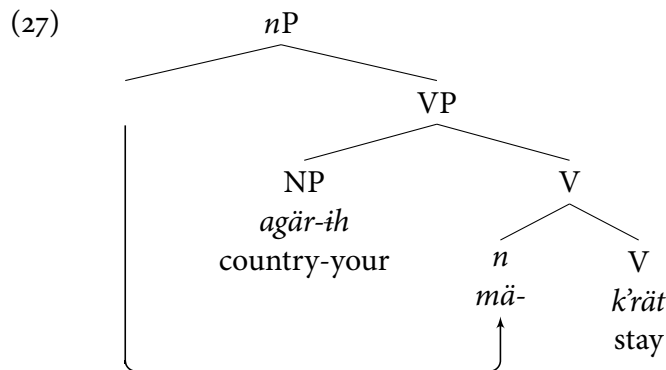 (27) nP
VP
NP V
agär-ɨh
country-your n V
mä- k’rät
stay